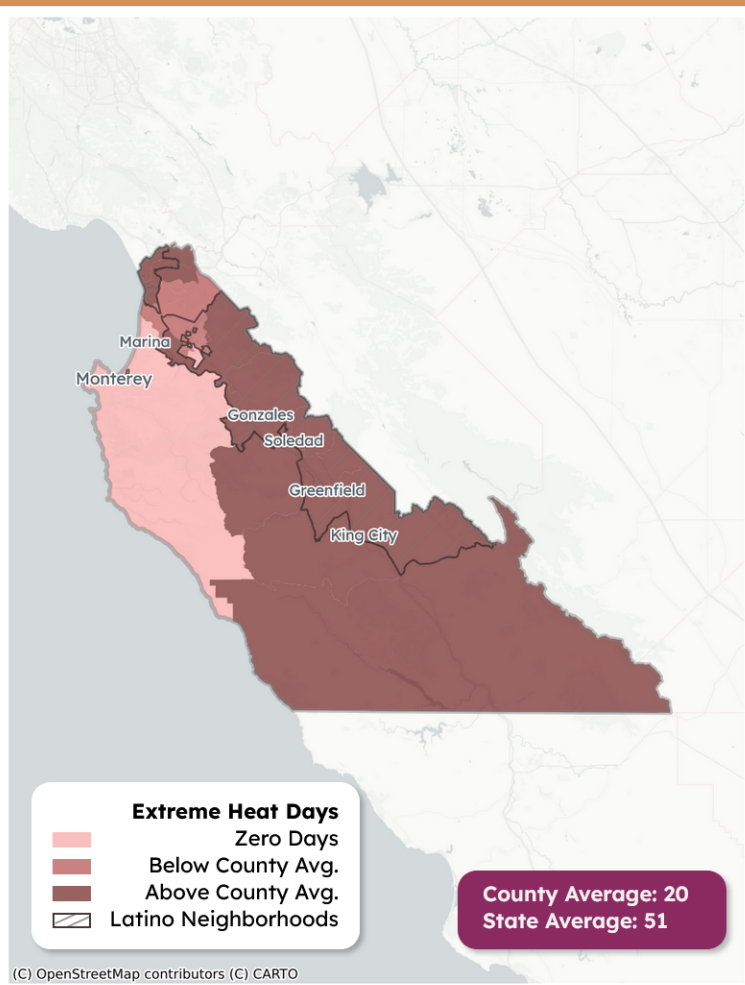 Marina
Monterey
Gonzales
Soledad
Greenfield
King City
Extreme Heat Days
Zero Days
Below County Avg.
Above County Avg.
Latino Neighborhoods
County Average: 20
State Average: 51
(C) OpenStreetMap contributors (C) CARTO